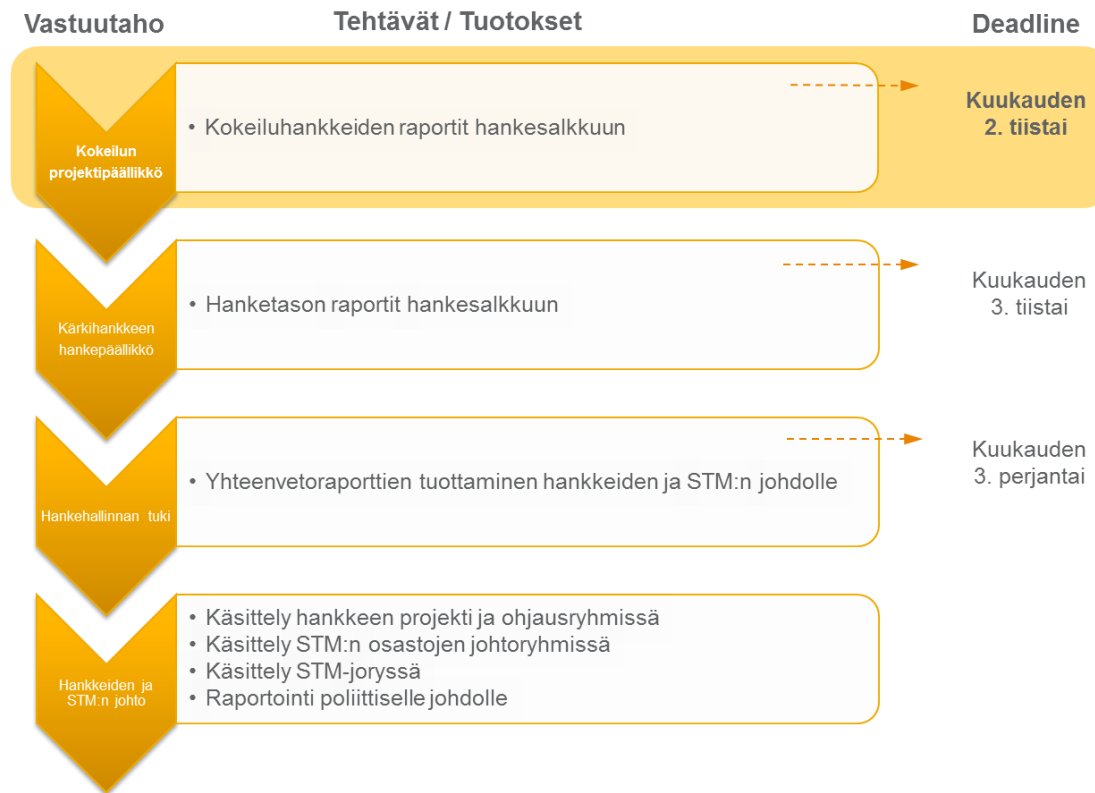 Vastuutaho
Tehtävät / Tuotokset
Deadline
Kokeilun
projektipäällikkö
• Kokeiluhankkeiden raportit hankesalkkuun
Kuukauden
2. tiistai
Kärkihankkeen
hankepäällikkö
• Hanketason raportit hankesalkkuun
Kuukauden
3. tiistai
Hankehallinnan tuki
• Yhteenvetoraporttien tuottaminen hankkeiden ja STM:n johdolle
Kuukauden
3. perjantai
Hankkeiden ja
STM:n johto
• Käsittely hankkeen projekti ja ohjausryhmissä
• Käsittely STM:n osastojen johtoryhmissä
• Käsittely STM-joryssä
• Raportointi poliittiselle johdolle